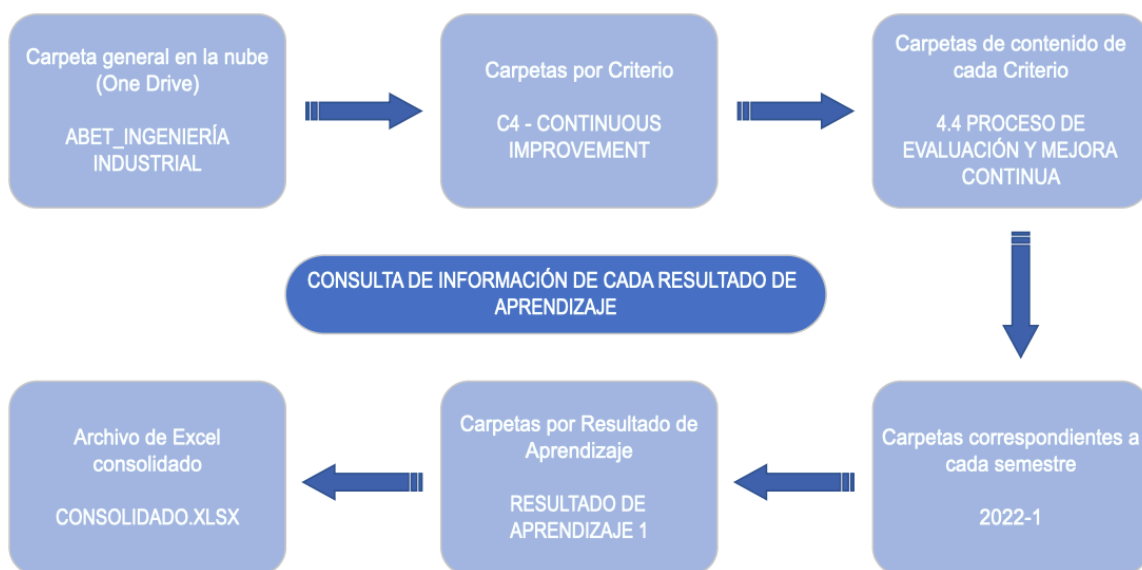 Carpeta general en la nube
(One Drive)
ABET_INGENIERÍA
INDUSTRIAL
Carpetas por Criterio
C4 - CONTINUOUS
IMPROVEMENT
Carpetas de contenido de
cada Criterio
4.4 PROCESO DE
EVALUACIÓN Y MEJORA
CONTINUA
CONSULTA DE INFORMACIÓN DE CADA RESULTADO DE
APRENDIZAJE
Archivo de Excel
consolidado
CONSOLIDADO.XLSX
Carpetas por Resultado de
Aprendizaje
RESULTADO DE
APRENDIZAJE 1
Carpetas correspondientes a
cada semestre
2022-1